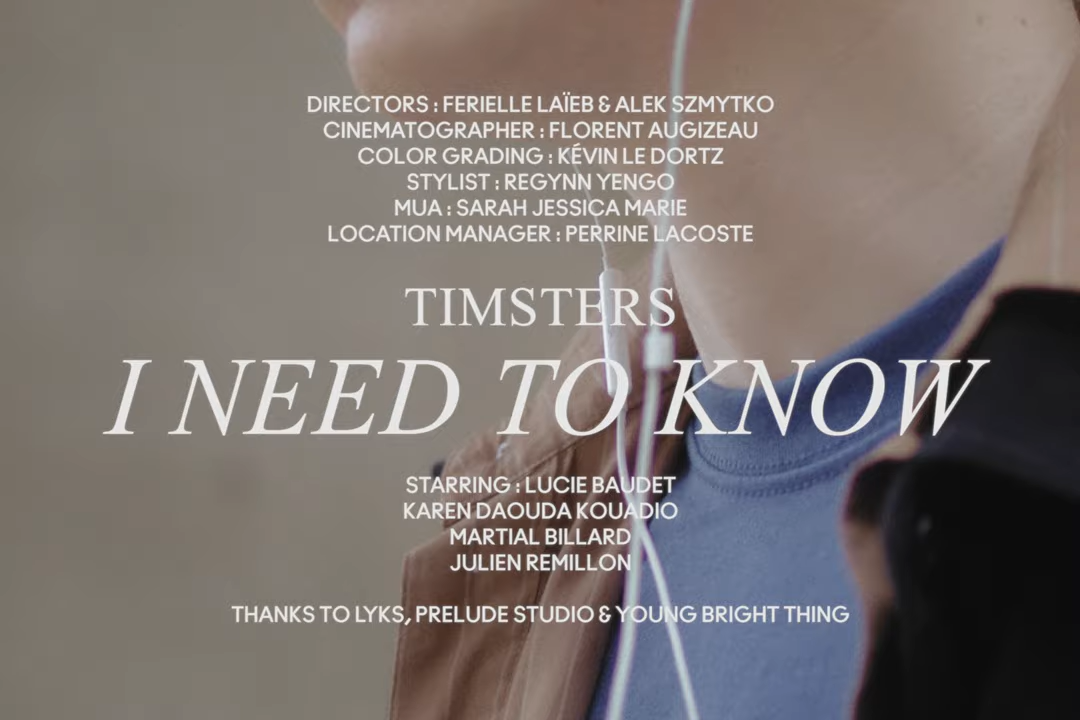 DIRECTORS : FERIELLE LAÏEB & ALEK SZMYTKO
CINEMATOGRAPHER : FLORENT AUGIZEAU
COLOR GRADING : KÉVIN LE DORTZ
STYLIST : REGYNN YENGO
MUA : SARAH JESSICA MARIE
LOCATION MANAGER : PERRINE LACOSTE
TIMSTERS
I NEED TO KNOW
STARRING : LUCIE BAUDET
KAREN DAOUDA KOUADIO
MARTIAL BILLARD
JULIEN REMILLON
THANKS TO LYKS, PRELUDE STUDIO & YOUNG BRIGHT THING